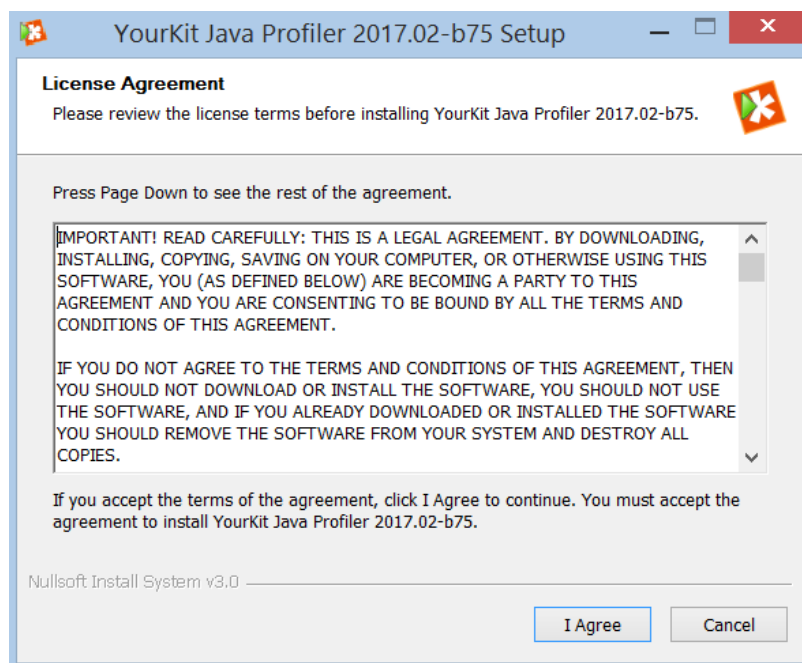 YourKit Java Profiler 2017.02-b75 Setup
License Agreement
Please review the license terms before installing YourKit Java Profiler 2017.02-b75.
Press Page Down to see the rest of the agreement.
IMPORTANT! READ CAREFULLY: THIS IS A LEGAL AGREEMENT. BY DOWNLOADING,
INSTALLING, COPYING, SAVING ON YOUR COMPUTER, OR OTHERWISE USING THIS
SOFTWARE, YOU (AS DEFINED BELOW) ARE BECOMING A PARTY TO THIS
AGREEMENT AND YOU ARE CONSENTING TO BE BOUND BY ALL THE TERMS AND
CONDITIONS OF THIS AGREEMENT.
IF YOU DO NOT AGREE TO THE TERMS AND CONDITIONS OF THIS AGREEMENT, THEN
YOU SHOULD NOT DOWNLOAD OR INSTALL THE SOFTWARE, YOU SHOULD NOT USE
THE SOFTWARE, AND IF YOU ALREADY DOWNLOADED OR INSTALLED THE SOFTWARE
YOU SHOULD REMOVE THE SOFTWARE FROM YOUR SYSTEM AND DESTROY ALL
COPIES.
If you accept the terms of the agreement, click I Agree to continue. You must accept the
agreement to install YourKit Java Profiler 2017.02-b75.
Nullsoft Install System v3.0
I Agree
Cancel